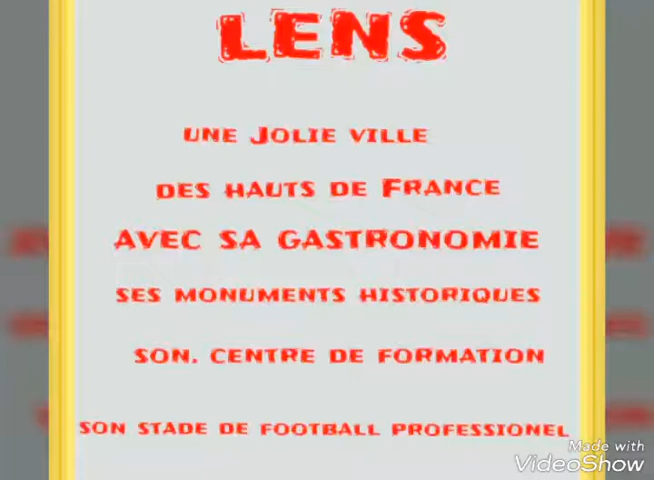 LENS
UNE JOLIE VILLE
DES HAUTS DE FRANCE
AVEC SA GASTRONOMIE
SES MONUMENTS HISTORIQUES
SON. CENTRE DE FORMATION
SON STADE DE FOOTBALL PROFESSIONEL
Made with
VideoShow